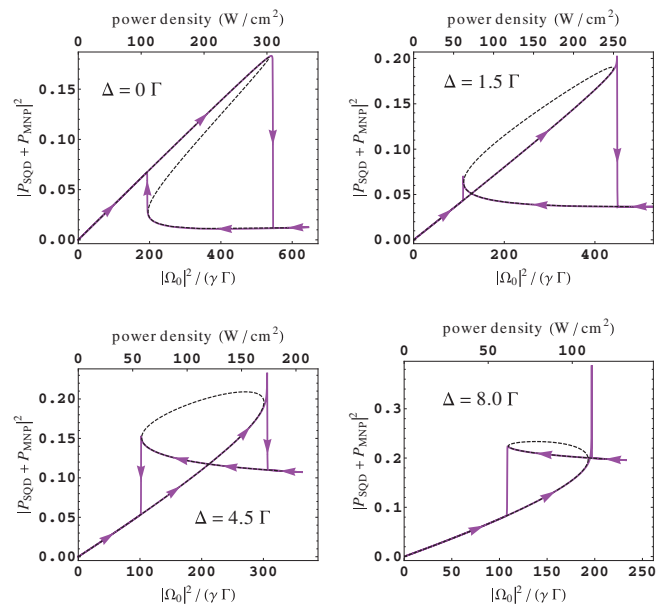 power density (W/cm²)
0 100 200 300
|P_SQD + P_MNP|²
0.15
0.10
0.05
0.00
Δ = 0 Γ
0 200 400 600
|Ω₀|²/(γ Γ)
power density (W/cm²)
0 50 100 150 200 250
|P_SQD + P_MNP|²
0.20
0.15
0.10
0.05
0.00
Δ = 1.5 Γ
0 200 400
|Ω₀|²/(γ Γ)
power density (W/cm²)
0 50 100 150 200
|P_SQD + P_MNP|²
0.20
0.15
0.10
0.05
0.00
Δ = 4.5 Γ
0 100 200 300
|Ω₀|²/(γ Γ)
power density (W/cm²)
0 50 100
|P_SQD + P_MNP|²
0.3
0.2
0.1
0.0
Δ = 8.0 Γ
0 50 100 150 200 250
|Ω₀|²/(γ Γ)